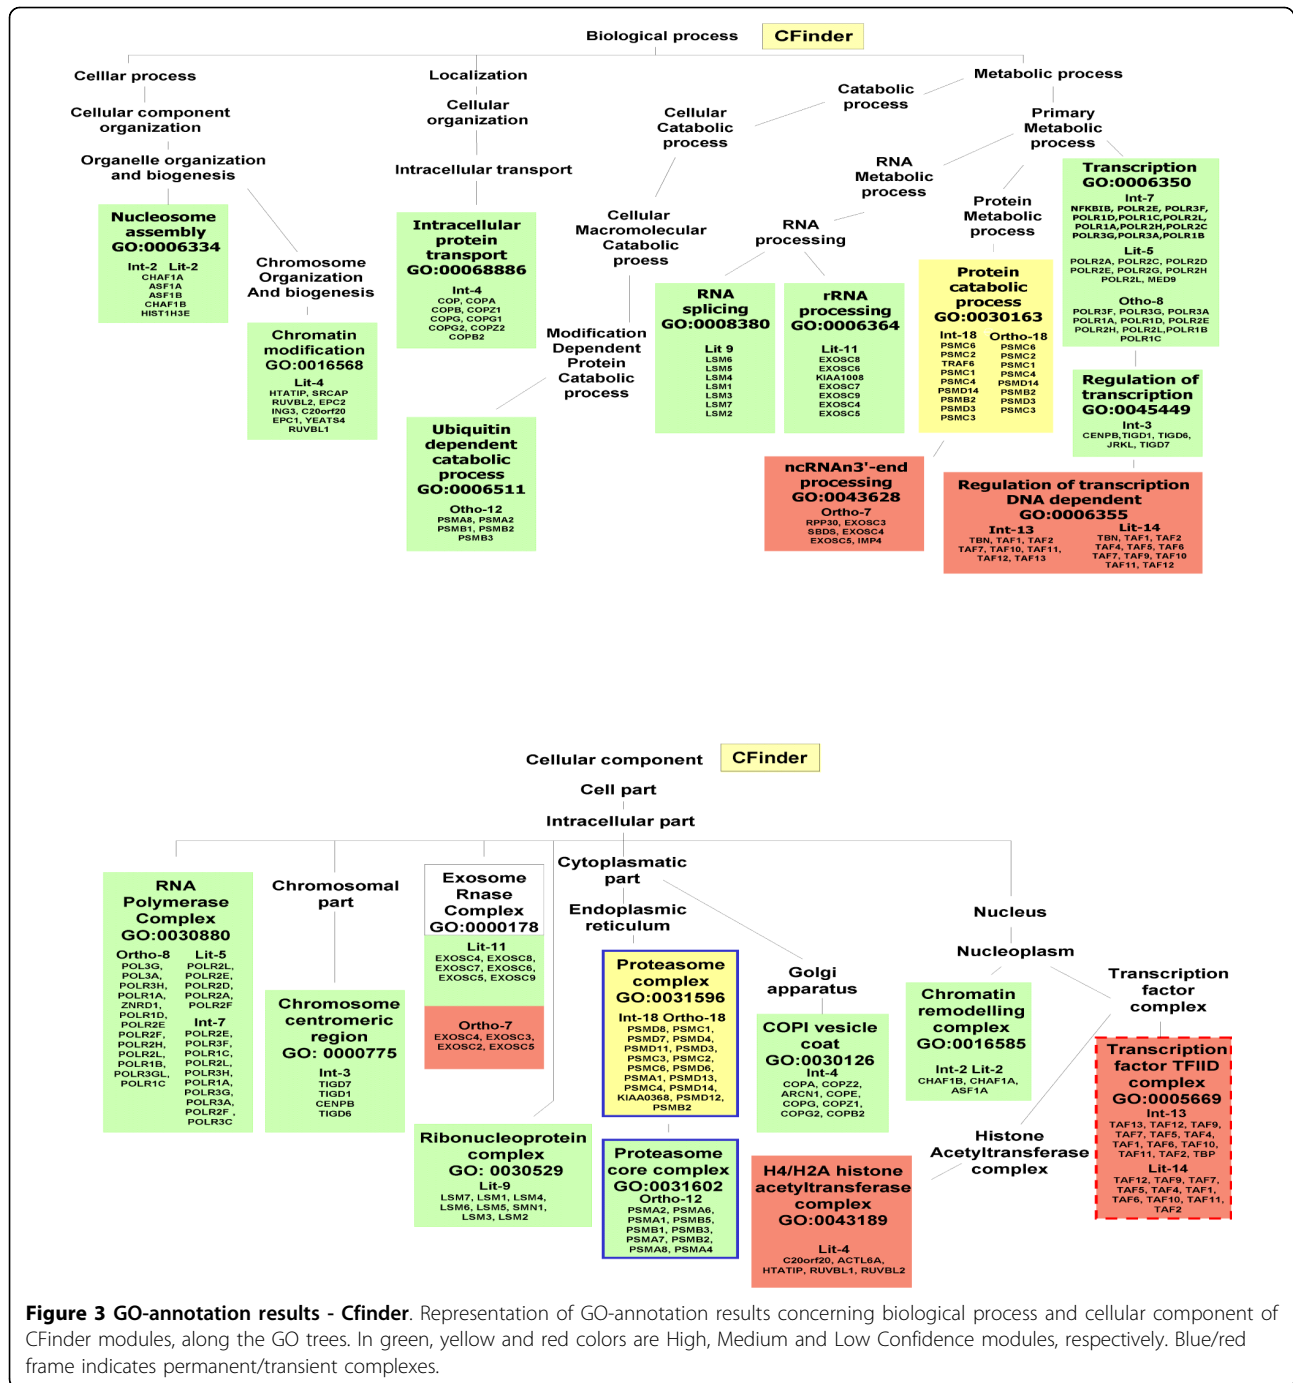 Biological process
CFinder
Celllar process
Localization
Metabolic process
Cellular component
organization
Cellular
organization
Cellular
Catabolic
process
Catabolic
process
Primary
Metabolic
process
Organelle organization
and biogenesis
Intracellular transport
RNA
Metabolic
process
Transcription
GO:0006350
Int-7
NFKBIB, POLR2E, POLR3F,
POLR1D,POLR1C,POLR2L,
POLR1A,POLR2H,POLR2C
POLR3G,POLR3A,POLR1B
Lit-5
POLR2A, POLR2C, POLR2D
POLR2E, POLR2G, POLR2H
POLR2L, MED9
Otho-8
POLR3F, POLR3G, POLR3A
POLR1A, POLR1D, POLR2E
POLR2H, POLR2L,POLR1B
POLR1C
Nucleosome
assembly
GO:0006334
Int-2 Lit-2
CHAF1A
ASF1A
ASF1B
CHAF1B
HIST1H3E
Chromosome
Organization
And biogenesis
Chromatin
modification
GO:0016568
Lit-4
HTATIP, SRCAP
RUVBL2, EPC2
ING3, C20orf20
EPC1, YEATS4
RUVBL1
Intracellular
protein
transport
GO:00068886
Int-4
COP, COPA
COPB, COPZ1
COPG, COPG1
COPG2, COPZ2
COPB2
Cellular
Macromolecular
Catabolic
proess
Modification
Dependent
Protein
Catabolic
process
Ubiquitin
dependent
catabolic
process
GO:0006511
Otho-12
PSMA8, PSMA2
PSMB1, PSMB2
PSMB3
RNA
processing
RNA
splicing
GO:0008380
Lit 9
LSM6
LSM5
LSM4
LSM1
LSM3
LSM7
LSM2
rRNA
processing
GO:0006364
Lit-11
EXOSC8
EXOSC6
KIAA1008
EXOSC7
EXOSC9
EXOSC4
EXOSC5
Protein
Metabolic
process
Protein
catabolic
process
GO:0030163
Int-18
PSMC6
PSMC2
TRAF6
PSMC1
PSMC4
PSMD14
PSMB2
PSMD3
PSMC3
Ortho-18
PSMC6
PSMC2
PSMC1
PSMC4
PSMD14
PSMB2
PSMD3
PSMC3
Regulation of
transcription
GO:0045449
Int-3
CENPB,TIGD1, TIGD6,
JRKL, TIGD7
ncRNAn3'-end
processing
GO:0043628
Ortho-7
RPP30, EXOSC3
SBDS, EXOSC4
EXOSC5, IMP4
Regulation of transcription
DNA dependent
GO:0006355
Int-13
TBN, TAF1, TAF2
TAF7, TAF10, TAF11,
TAF12, TAF13
Lit-14
TBN, TAF1, TAF2
TAF4, TAF5, TAF6
TAF7, TAF9, TAF10
TAF11, TAF12
Cellular component
CFinder
Cell part
Intracellular part
RNA
Polymerase
Complex
GO:0030880
Ortho-8
POL3G,
POL3A,
POLR3H,
POLR1A,
ZNRD1,
POLR1D,
POLR2E
POLR2F,
POLR2H,
POLR2L,
POLR1B,
POLR3GL,
POLR1C
Lit-5
POLR2L,
POLR2E,
POLR2D,
POLR2A,
POLR2F
Int-7
POLR2E,
POLR3F,
POLR1C,
POLR2L,
POLR3H,
POLR1A,
POLR3G,
POLR3A,
POLR2F ,
POLR3C
Chromosomal
part
Chromosome
centromeric
region
GO: 0000775
Int-3
TIGD7
TIGD1
CENPB
TIGD6
Exosome
Rnase
Complex
GO:0000178
Lit-11
EXOSC4, EXOSC8,
EXOSC7, EXOSC6,
EXOSC5, EXOSC9
Ortho-7
EXOSC4, EXOSC3,
EXOSC2, EXOSC5
Ribonucleoprotein
complex
GO: 0030529
Lit-9
LSM7, LSM1, LSM4,
LSM6, LSM5, SMN1,
LSM3, LSM2
Cytoplasmatic
part
Endoplasmic
reticulum
Proteasome
complex
GO:0031596
Int-18 Ortho-18
PSMD8, PSMC1,
PSMD7, PSMD4,
PSMD11, PSMD3,
PSMC3, PSMC2,
PSMC6, PSMD6,
PSMA1, PSMD13,
PSMC4, PSMD14,
KIAA0368, PSMD12,
PSMB2
Proteasome
core complex
GO:0031602
Ortho-12
PSMA2, PSMA6,
PSMA1, PSMB5,
PSMB1, PSMB3,
PSMA7, PSMB2,
PSMA8, PSMA4
Golgi
apparatus
COPI vesicle
coat
GO:0030126
Int-4
COPA, COPZ2,
ARCN1, COPE,
COPG, COPZ1,
COPG2, COPB2
Nucleus
Nucleoplasm
Chromatin
remodelling
complex
GO:0016585
Int-2 Lit-2
CHAF1B, CHAF1A,
ASF1A
Histone
Acetyltransferase
complex
H4/H2A histone
acetyltransferase
complex
GO:0043189
Lit-4
C20orf20, ACTL6A,
HTATIP, RUVBL1, RUVBL2
Transcription
factor
complex
Transcription
factor TFIID
complex
GO:0005669
Int-13
TAF13, TAF12, TAF9,
TAF7, TAF5, TAF4,
TAF1, TAF6, TAF10,
TAF11, TAF2, TBP
Lit-14
TAF12, TAF9, TAF7,
TAF5, TAF4, TAF1,
TAF6, TAF10, TAF11,
TAF2
Figure 3 GO-annotation results - Cfinder. Representation of GO-annotation results concerning biological process and cellular component of
CFinder modules, along the GO trees. In green, yellow and red colors are High, Medium and Low Confidence modules, respectively. Blue/red
frame indicates permanent/transient complexes.